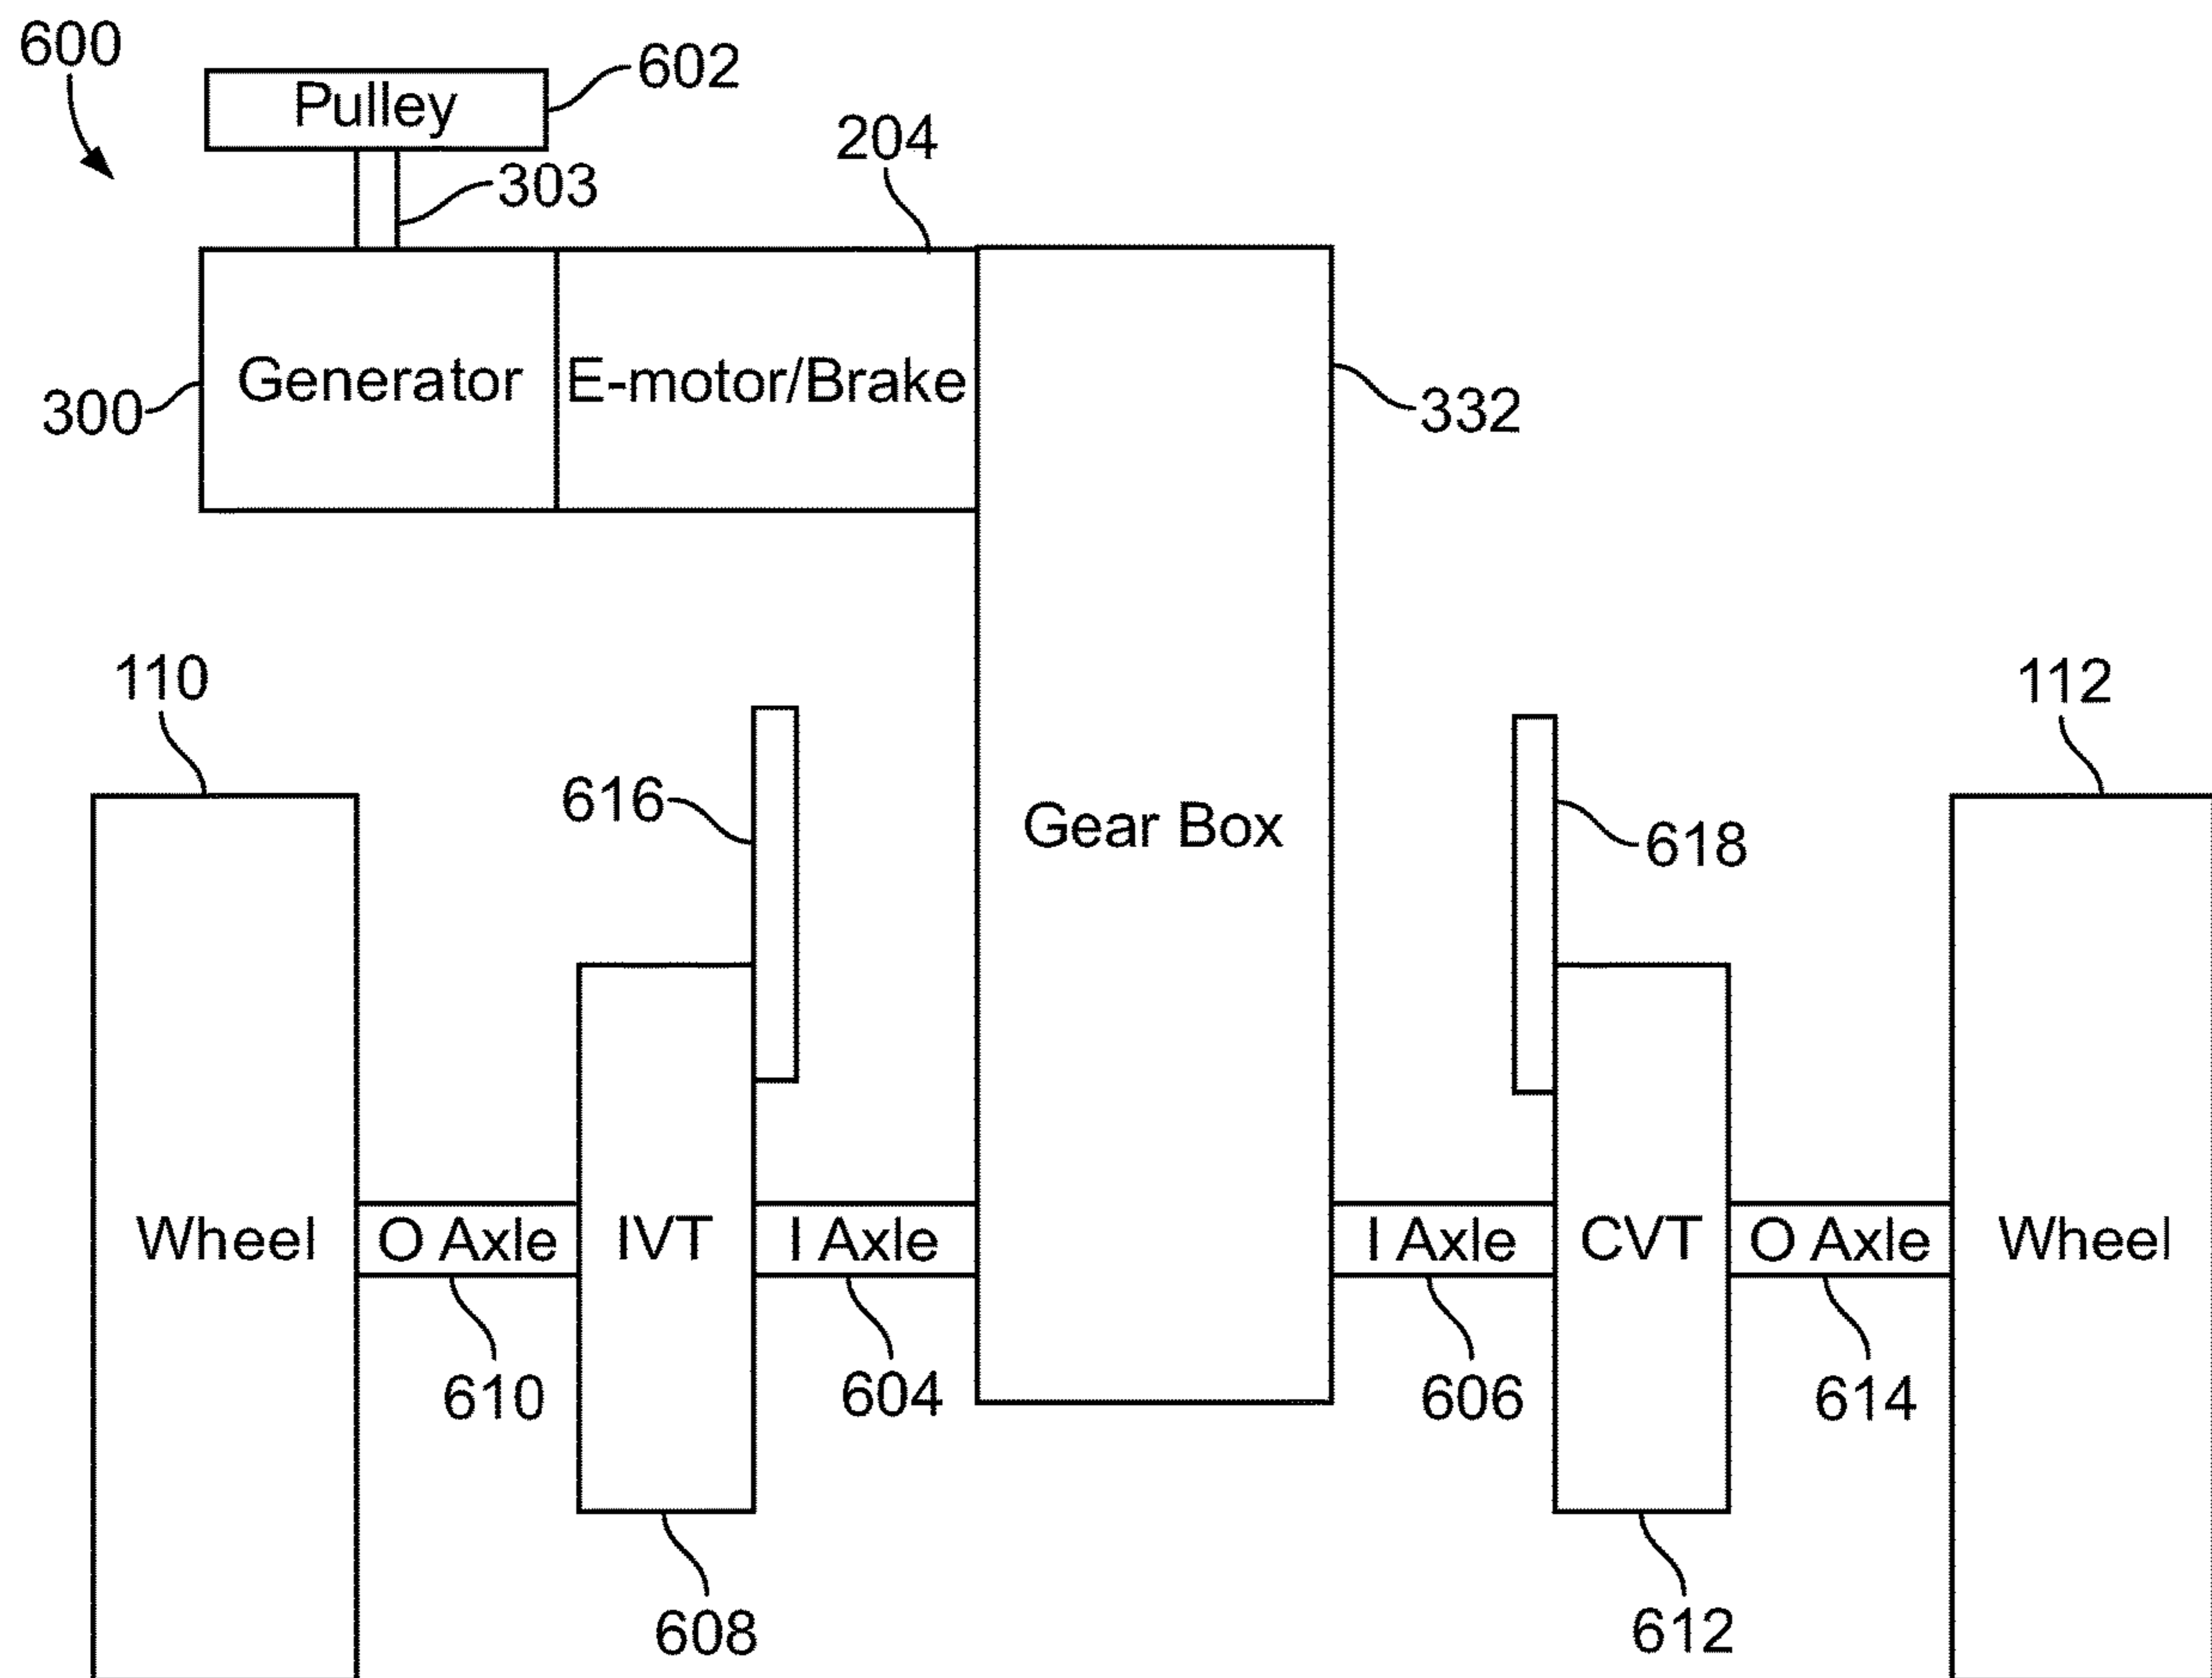 600
Pulley
602
303
204
Generator
E-motor/Brake
300
332
110
112
616
Gear Box
618
Wheel
O Axle
IVT
I Axle
I Axle
CVT
O Axle
Wheel
610
604
606
614
608
612